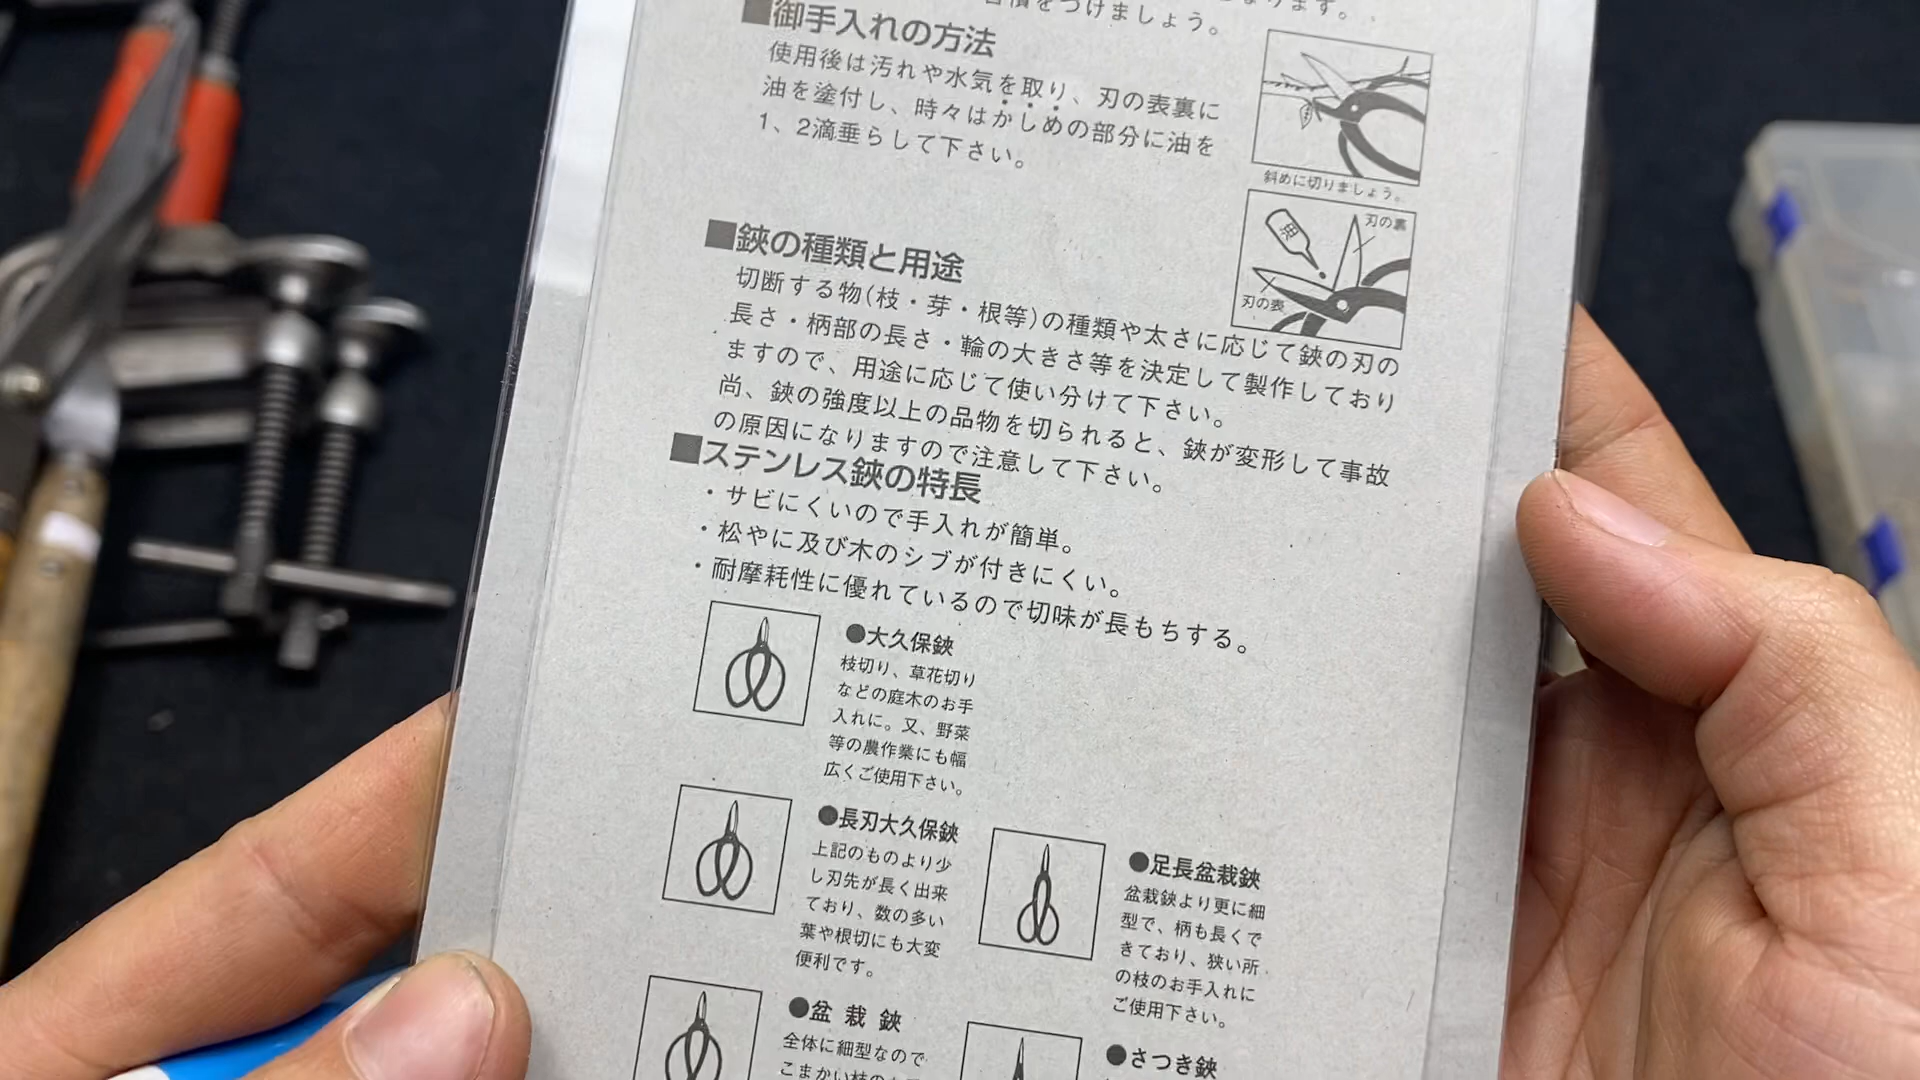 習慣をつけましょう。
■御手入れの方法
使用後は汚れや水気を取り、刃の表裏に
油を塗付し、時々はかしめの部分に油を
1、2滴垂らして下さい。
斜めに切りましょう。
油
刃の裏
刃の表
■鋏の種類と用途
切断する物(枝・芽・根等)の種類や太さに応じて鋏の刃の
長さ・柄部の長さ・輪の大きさ等を決定して製作しており
ますので、用途に応じて使い分けて下さい。
尚、鋏の強度以上の品物を切られると、鋏が変形して事故
の原因になりますので注意して下さい。
■ステンレス鋏の特長
・サビにくいので手入れが簡単。
・松やに及び木のシブが付きにくい。
・耐摩耗性に優れているので切味が長もちする。
●大久保鋏
枝切り、草花切り
などの庭木のお手
入れに。又、野菜
等の農作業にも幅
広くご使用下さい。
●長刃大久保鋏
上記のものより少
し刃先が長く出来
ており、数の多い
葉や根切にも大変
便利です。
●足長盆栽鋏
盆栽鋏より更に細
型で、柄も長くで
きており、狭い所
の枝のお手入れに
ご使用下さい。
●盆栽鋏
全体に細型なので
こまかい枝の
●さつき鋏